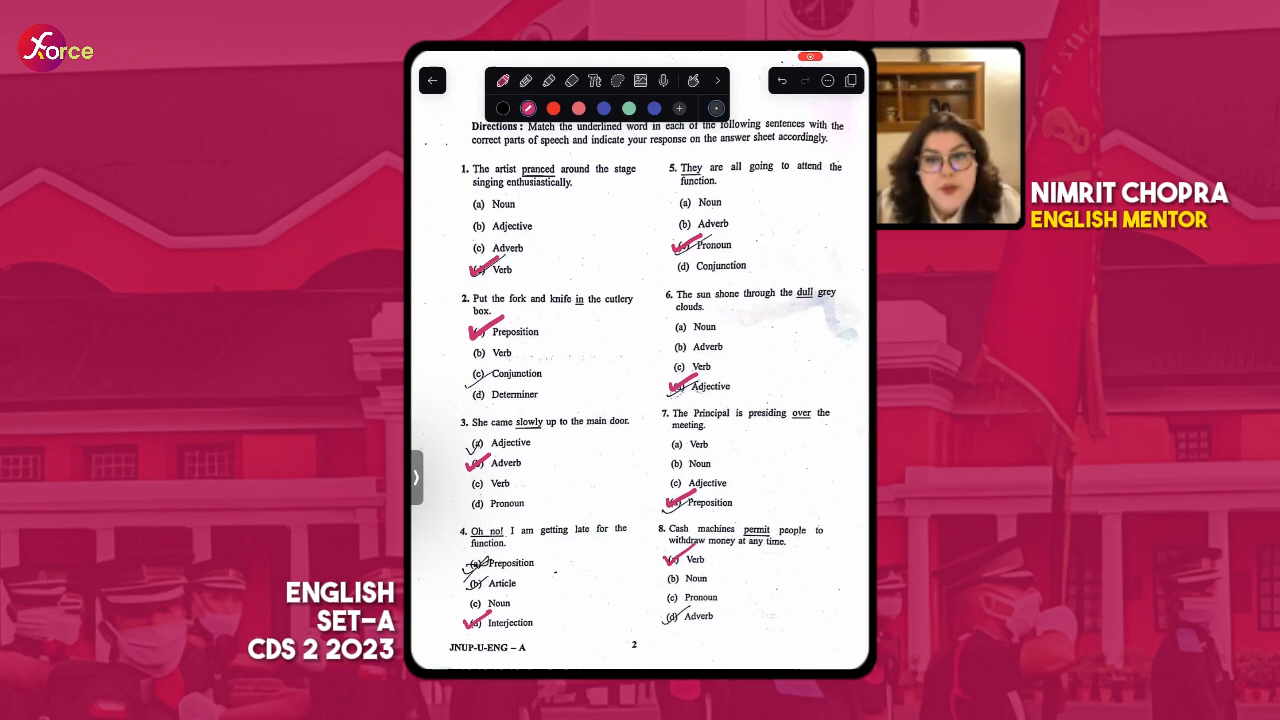 force
Directions : Match the underlined word in each of the following sentences with the
correct parts of speech and indicate your response on the answer sheet accordingly.
1. The artist pranced around the stage
singing enthusiastically.
(a) Noun
(b) Adjective
(c) Adverb
Verb
2. Put the fork and knife in the cutlery
box.
Preposition
(b) Verb
(c) Conjunction
(d) Determiner
3. She came slowly up to the main door.
(a) Adjective
Adverb
(c) Verb
(d) Pronoun
4. Oh no! I am getting late for the
function.
(a) Preposition
(b) Article
(c) Noun
Interjection
5. They are all going to attend the
function.
(a) Noun
(b) Adverb
Pronoun
(d) Conjunction
6. The sun shone through the dull grey
clouds.
(a) Noun
(b) Adverb
(c) Verb
Adjective
7. The Principal is presiding over the
meeting.
(a) Verb
(b) Noun
(c) Adjective
Preposition
8. Cash machines permit people to
withdraw money at any time.
Verb
(b) Noun
(c) Pronoun
(d) Adverb
JNUP-U-ENG – A
2
NIMRIT CHOPRA
ENGLISH MENTOR
ENGLISH
SET-A
CDS 2 2023